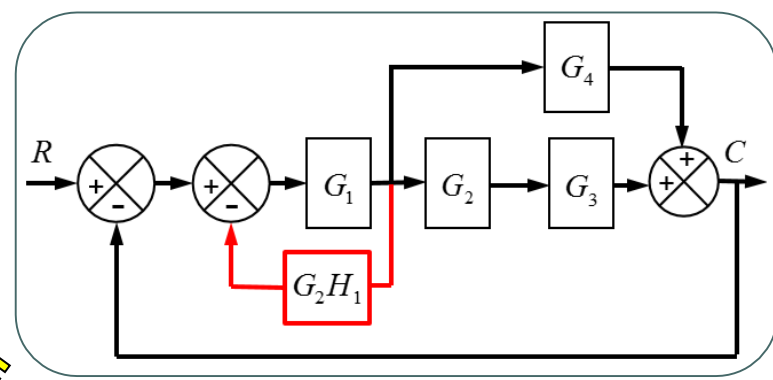 G₄
R
C
+
-
+
-
G₁
G₂
G₃
+
+
G₂H₁